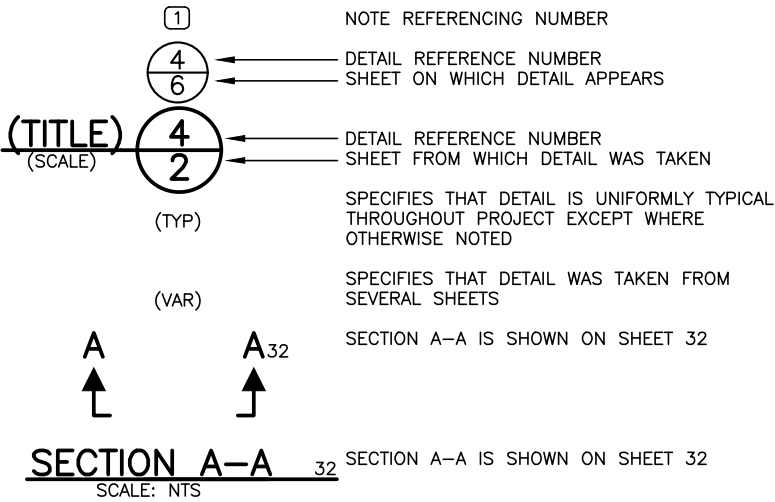 1 NOTE REFERENCING NUMBER
4 DETAIL REFERENCE NUMBER
6 SHEET ON WHICH DETAIL APPEARS
(TITLE) 4 DETAIL REFERENCE NUMBER
(SCALE) 2 SHEET FROM WHICH DETAIL WAS TAKEN
SPECIFIES THAT DETAIL IS UNIFORMLY TYPICAL
(TYP) THROUGHOUT PROJECT EXCEPT WHERE
OTHERWISE NOTED
SPECIFIES THAT DETAIL WAS TAKEN FROM
(VAR) SEVERAL SHEETS
A A 32 SECTION A-A IS SHOWN ON SHEET 32
SECTION A-A 32 SECTION A-A IS SHOWN ON SHEET 32
SCALE: NTS